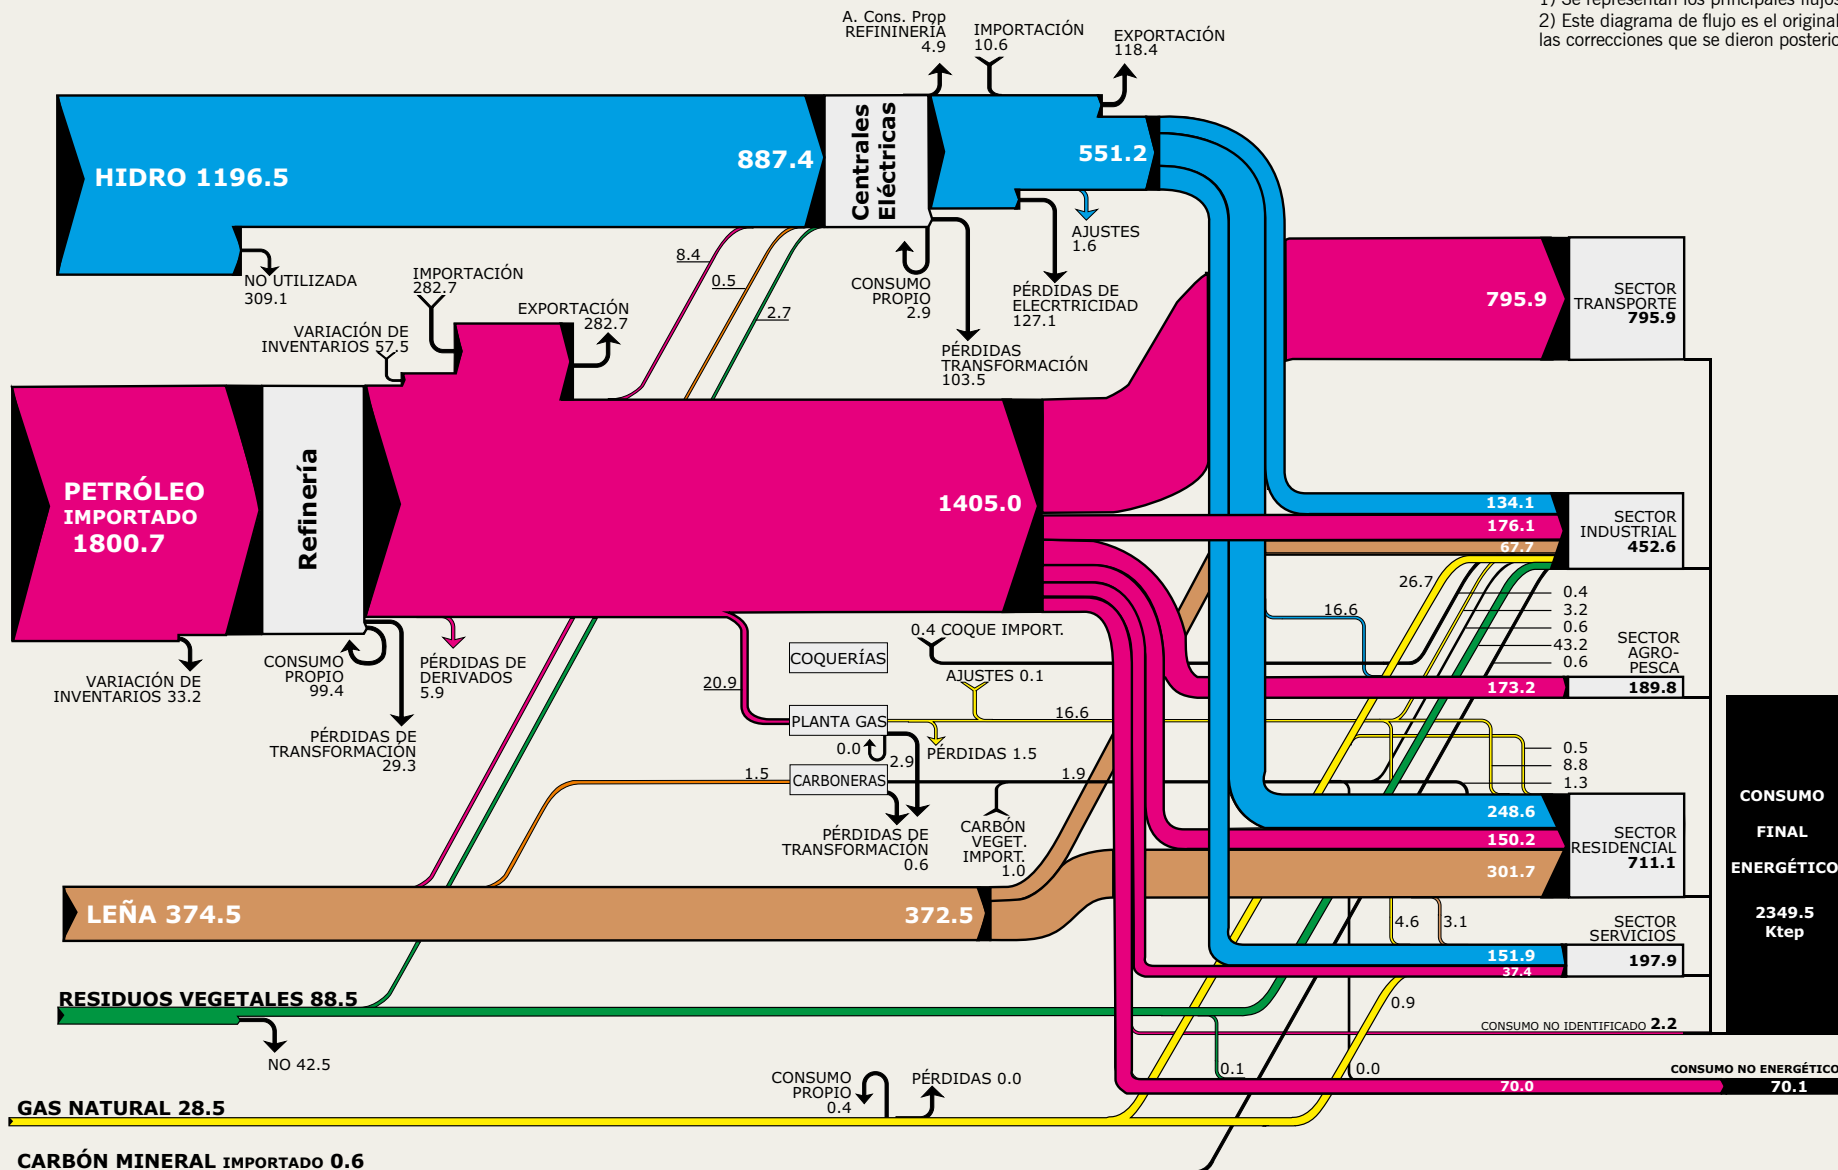 1) Se representan los principales flujos
2) Este diagrama de flujo es el original
las correcciones que se dieron posterio
A. Cons. Prop
REFININERÍA
4.9
IMPORTACIÓN
10.6
EXPORTACIÓN
118.4
HIDRO 1196.5
887.4
Centrales
Eléctricas
551.2
NO UTILIZADA
309.1
AJUSTES
1.6
CONSUMO
PROPIO
2.9
PÉRDIDAS DE
ELECRTRICIDAD
127.1
PÉRDIDAS
TRANSFORMACIÓN
103.5
8.4
0.5
2.7
IMPORTACIÓN
282.7
EXPORTACIÓN
282.7
VARIACIÓN DE
INVENTARIOS 57.5
795.9
SECTOR
TRANSPORTE
795.9
PETRÓLEO
IMPORTADO
1800.7
Refinería
1405.0
134.1
176.1
67.7
SECTOR
INDUSTRIAL
452.6
26.7
16.6
0.4
3.2
0.6
43.2
0.6
SECTOR
AGRO-
PESCA
173.2
189.8
VARIACIÓN DE
INVENTARIOS 33.2
CONSUMO
PROPIO
99.4
PÉRDIDAS DE
DERIVADOS
5.9
PÉRDIDAS DE
TRANSFORMACIÓN
29.3
0.4 COQUE IMPORT.
COQUERÍAS
AJUSTES 0.1
20.9
PLANTA GAS
16.6
0.0
2.9
PÉRDIDAS 1.5
1.5
CARBONERAS
1.9
PÉRDIDAS DE
TRANSFORMACIÓN
0.6
CARBÓN
VEGET.
IMPORT.
1.0
0.5
8.8
1.3
248.6
150.2
301.7
SECTOR
RESIDENCIAL
711.1
CONSUMO
FINAL
ENERGÉTICO
2349.5
Ktep
LEÑA 374.5
372.5
4.6
3.1
SECTOR
SERVICIOS
151.9
37.4
197.9
RESIDUOS VEGETALES 88.5
NO 42.5
0.9
CONSUMO NO IDENTIFICADO 2.2
0.1
0.0
CONSUMO NO ENERGÉTICO
70.0
70.1
CONSUMO
PROPIO
0.4
PÉRDIDAS 0.0
GAS NATURAL 28.5
CARBÓN MINERAL IMPORTADO 0.6